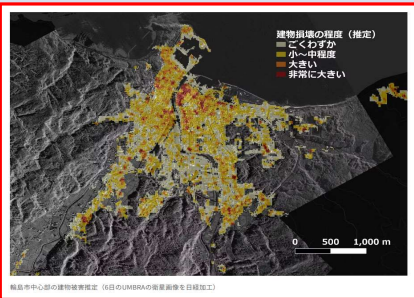 建物損壊の程度（推定）
ごくわずか
小～中程度
大きい
非常に大きい
0 500 1,000 m
輪島市中心部の建物被害推定（6日のUMBRAの衛星画像を日経加工）